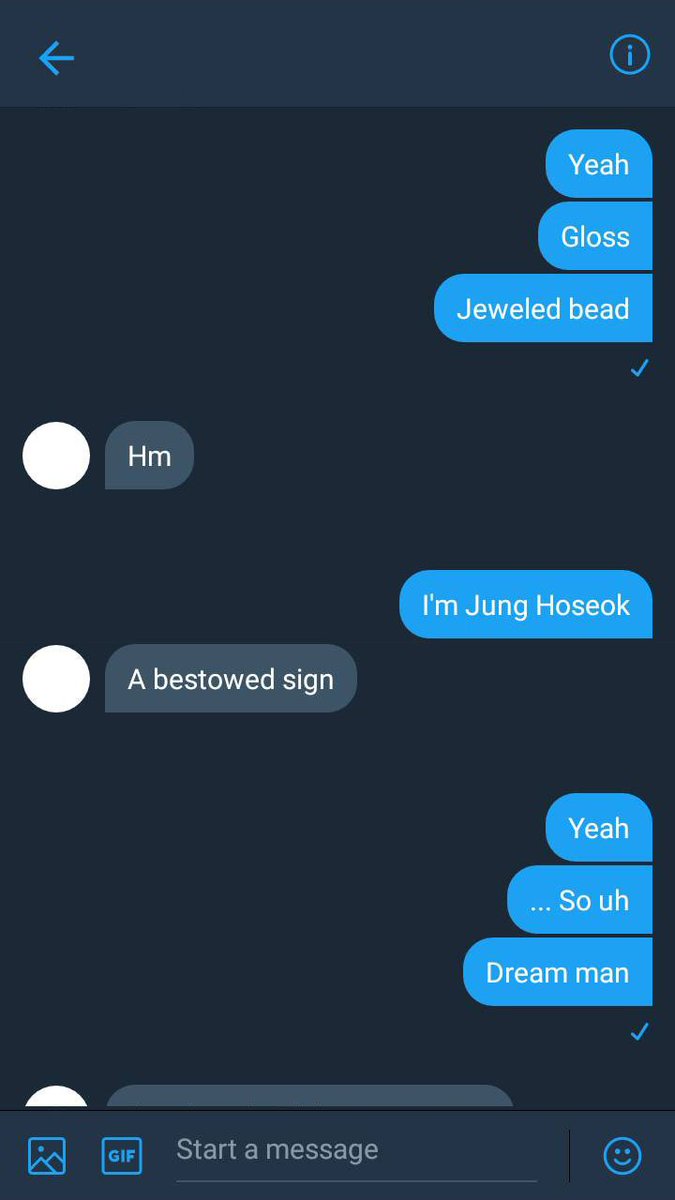 Yeah
Gloss
Jeweled bead
Hm
I'm Jung Hoseok
A bestowed sign
Yeah
... So uh
Dream man
GIF
Start a message